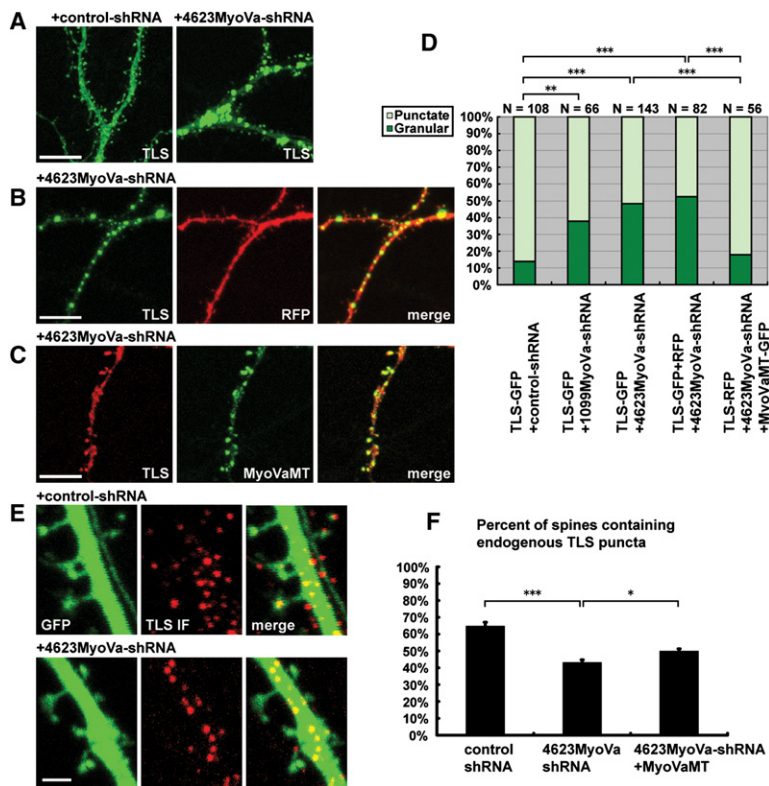 A
+control-shRNA +4623MyoVa-shRNA
TLS TLS
+4623MyoVa-shRNA
B
TLS RFP merge
+4623MyoVa-shRNA
C
TLS MyoVaMT merge
D
*** ***
*** ***
**
N = 108 N = 66 N = 143 N = 82 N = 56
Punctate
Granular
100%
90%
80%
70%
60%
50%
40%
30%
20%
10%
0%
TLS-GFP
+control-shRNA
TLS-GFP
+1099MyoVa-shRNA
TLS-GFP
+4623MyoVa-shRNA
TLS-GFP+RFP
+4623MyoVa-shRNA
TLS-RFP
+4623MyoVa-shRNA
+MyoVaMT-GFP
+control-shRNA
E
GFP TLS IF merge
+4623MyoVa-shRNA
F
Percent of spines containing
endogenous TLS puncta
100%
90%
80%
70%
60%
50%
40%
30%
20%
10%
0%
*** *
control
shRNA
4623MyoVa
shRNA
4623MyoVa-shRNA
+MyoVaMT